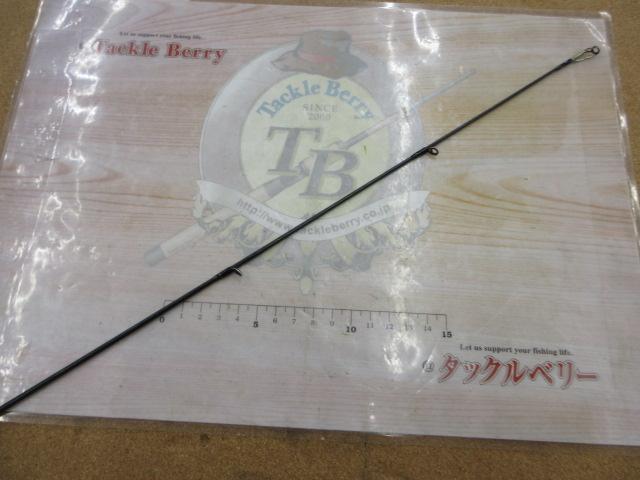 Let us support your fishing life.
Tackle Berry
Tackle Berry
SINCE
2000
TB
http://www.tackleberry.co.jp
0 1 2 3 4 5 6 7 8 9 10 11 12 13 14 15
Let us support your fishing life.
タックルベリー